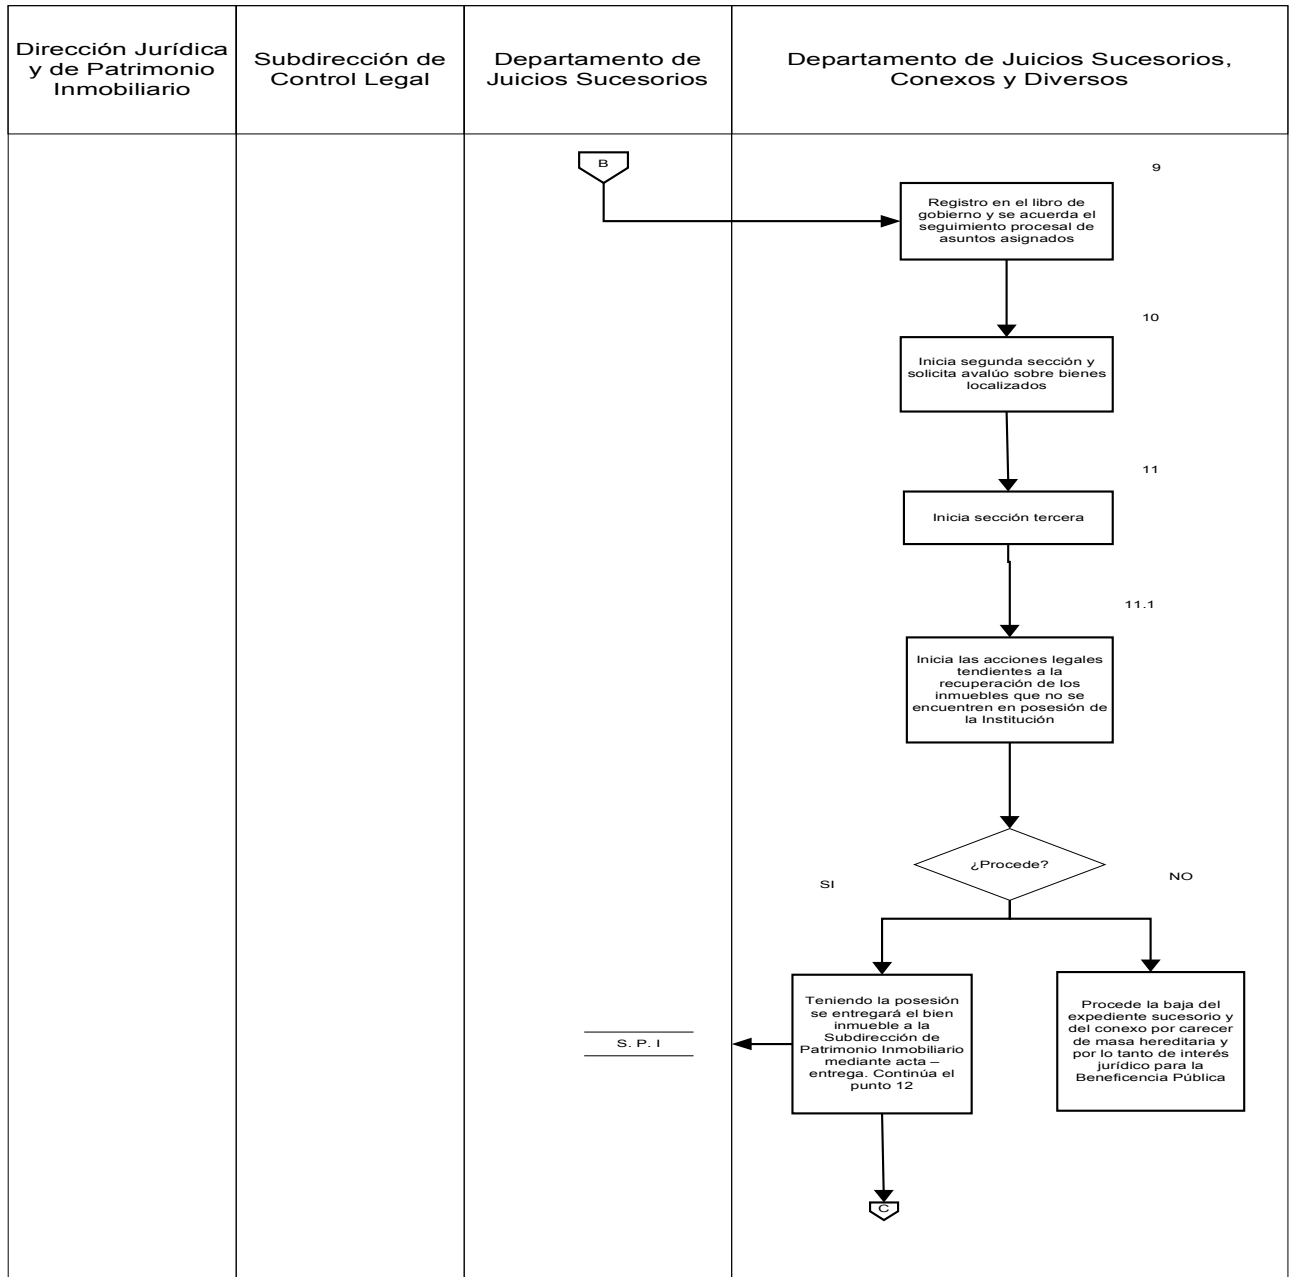 Dirección Jurídica
y de Patrimonio
Inmobiliario
Subdirección de
Control Legal
Departamento de
Juicios Sucesorios
Departamento de Juicios Sucesorios,
Conexos y Diversos
B
9
Registro en el libro de
gobierno y se acuerda el
seguimiento procesal de
asuntos asignados
10
Inicia segunda sección y
solicita avalúo sobre bienes
localizados
11
Inicia sección tercera
11.1
Inicia las acciones legales
tendientes a la
recuperación de los
inmuebles que no se
encuentren en posesión de
la Institución
¿Procede?
SI
NO
Teniendo la posesión
se entregará el bien
inmueble a la
Subdirección de
Patrimonio Inmobiliario
mediante acta –
entrega. Continúa el
punto 12
Procede la baja del
expediente sucesorio y
del conexo por carecer
de masa hereditaria y
por lo tanto de interés
jurídico para la
Beneficencia Pública
S. P. I
C